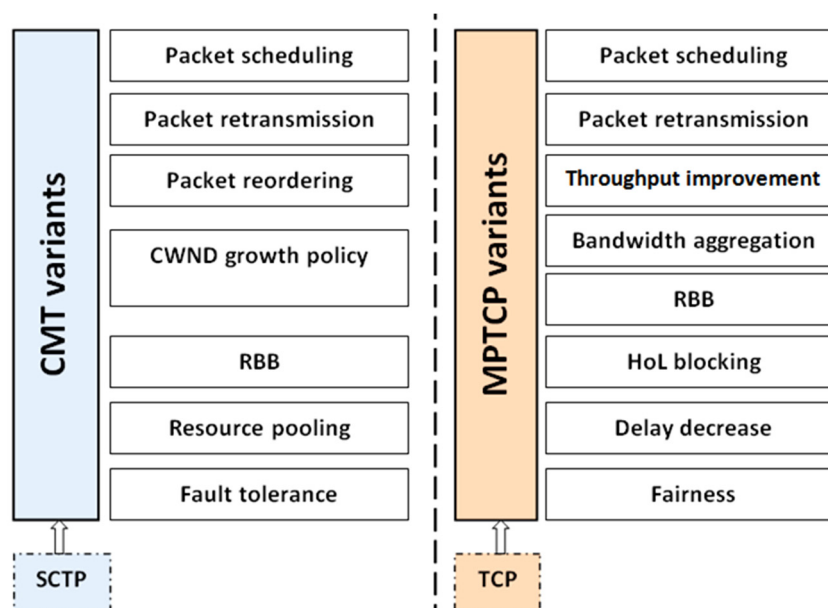 CMT variants
Packet scheduling
Packet retransmission
Packet reordering
CWND growth policy
RBB
Resource pooling
Fault tolerance
SCTP
MPTCP variants
Packet scheduling
Packet retransmission
Throughput improvement
Bandwidth aggregation
RBB
HoL blocking
Delay decrease
Fairness
TCP